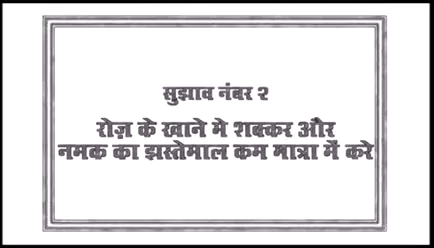 सुझाव नंबर २
रोज़ के खाने मे शक्कर और
नमक का इस्तेमाल कम मात्रा में करे